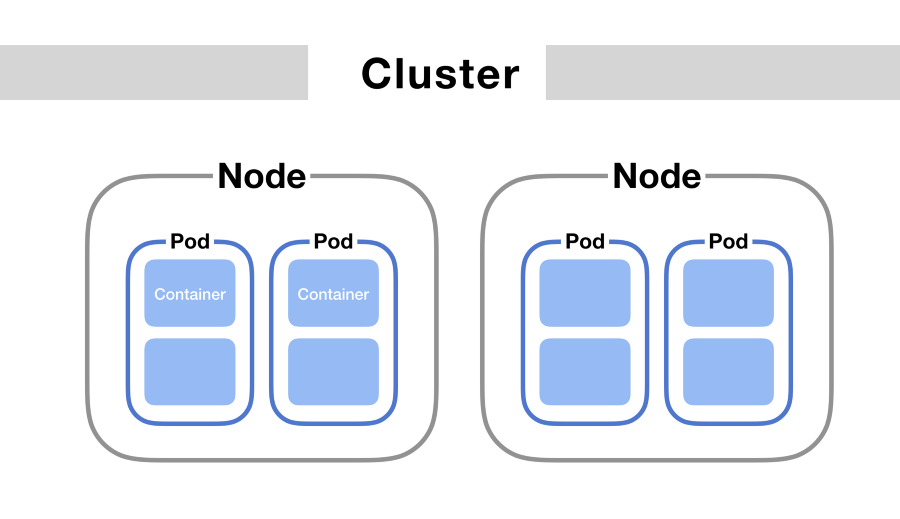 Cluster
Node Node
Pod Pod Pod Pod
Container Container